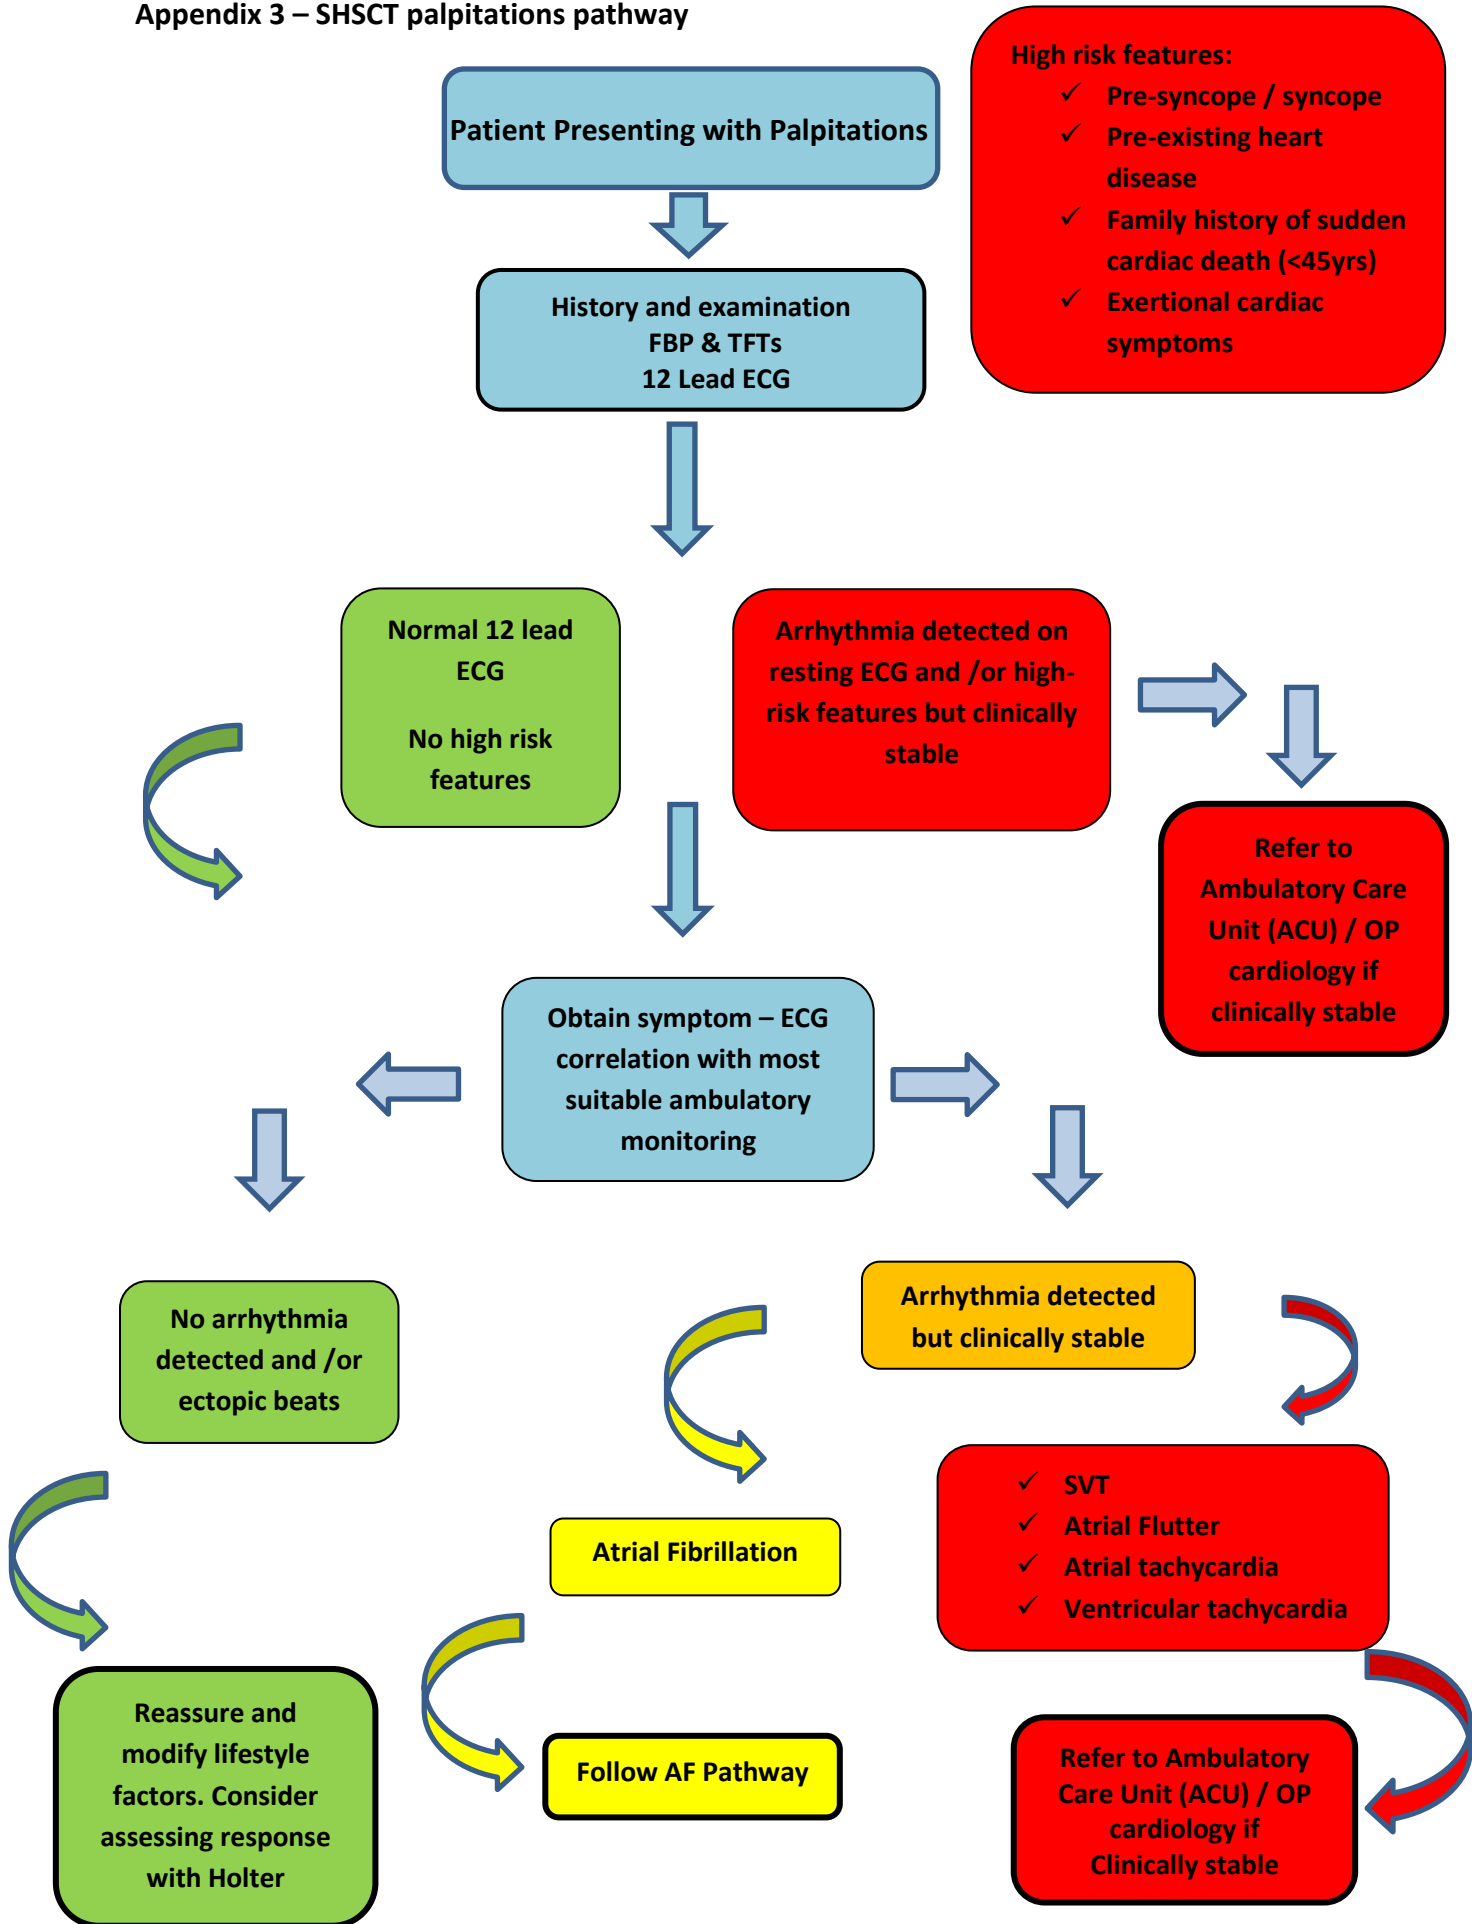 Appendix 3 – SHSCT palpitations pathway
High risk features:
✓ Pre-syncope / syncope
✓ Pre-existing heart
disease
✓ Family history of sudden
cardiac death (<45yrs)
✓ Exertional cardiac
symptoms
Patient Presenting with Palpitations
History and examination
FBP & TFTs
12 Lead ECG
Normal 12 lead
ECG
No high risk
features
Arrhythmia detected on
resting ECG and /or high-
risk features but clinically
stable
Refer to
Ambulatory Care
Unit (ACU) / OP
cardiology if
clinically stable
Obtain symptom – ECG
correlation with most
suitable ambulatory
monitoring
No arrhythmia
detected and /or
ectopic beats
Arrhythmia detected
but clinically stable
Atrial Fibrillation
✓ SVT
✓ Atrial Flutter
✓ Atrial tachycardia
✓ Ventricular tachycardia
Reassure and
modify lifestyle
factors. Consider
assessing response
with Holter
Follow AF Pathway
Refer to Ambulatory
Care Unit (ACU) / OP
cardiology if
Clinically stable